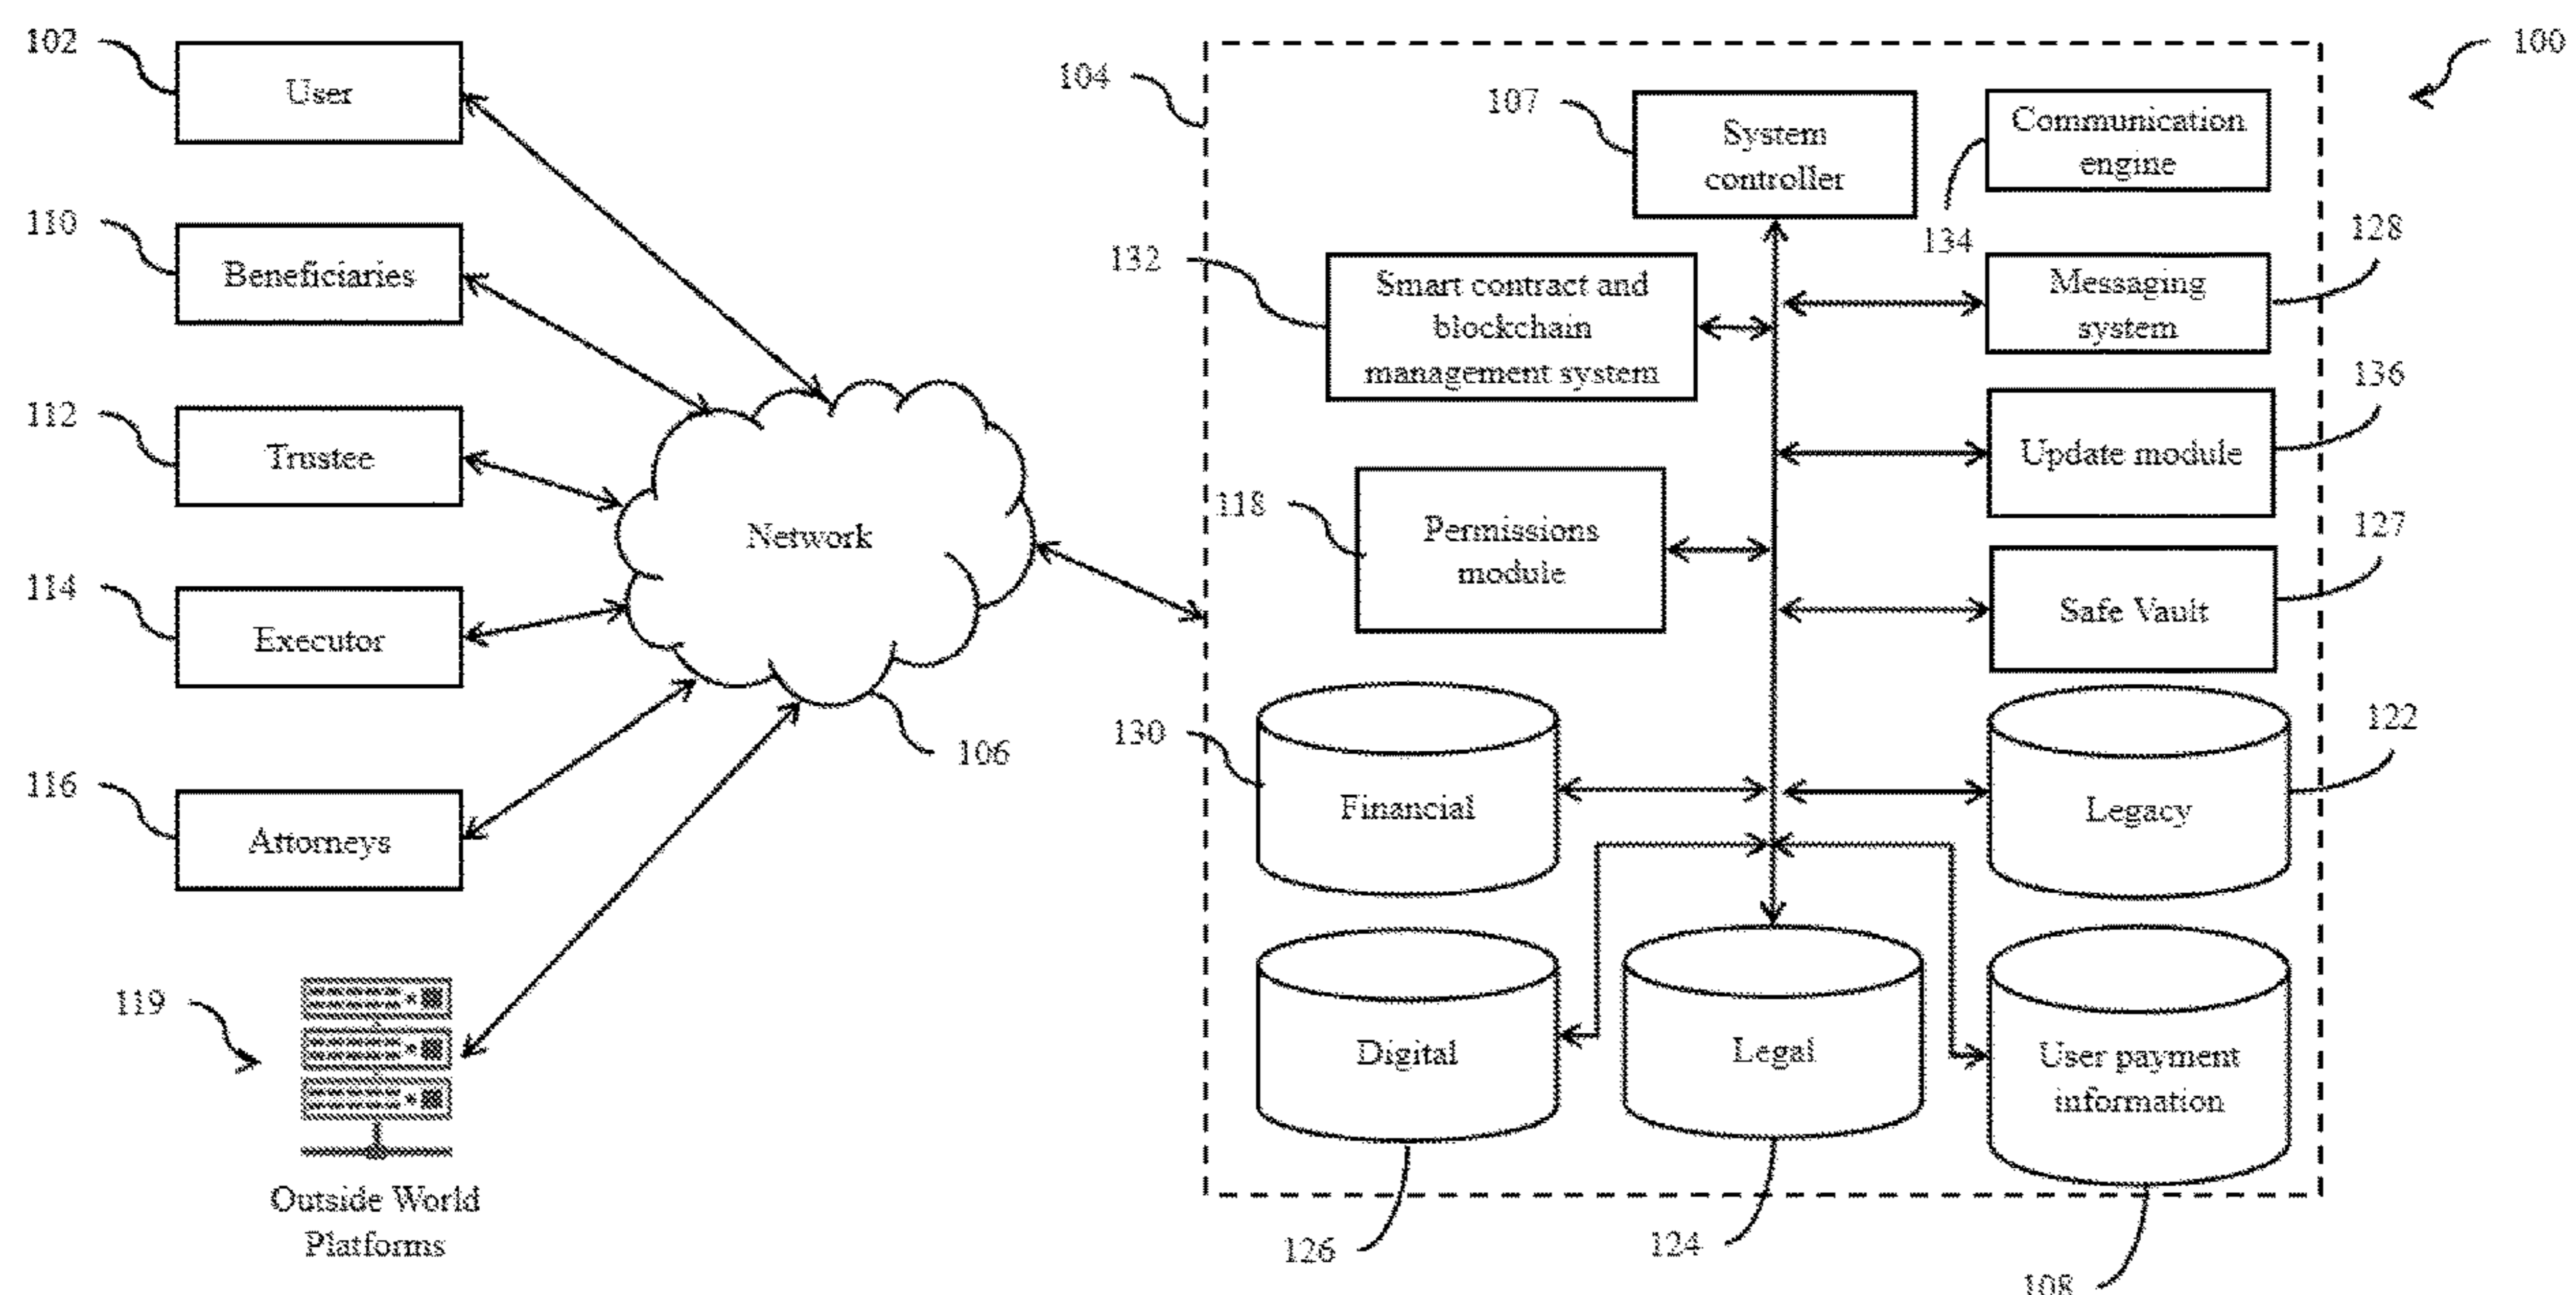 102
User
110
Beneficiaries
112
Trustee
114
Executor
116
Attorneys
119
Outside World
Platforms
Network
106
100
104
107
System
controller
Communication
engine
134
132
Smart contract and
blockchain
management system
128
Messaging
system
136
Update module
118
Permissions
module
127
Safe Vault
130
Financial
122
Legacy
Digital
Legal
User payment
information
126
124
108